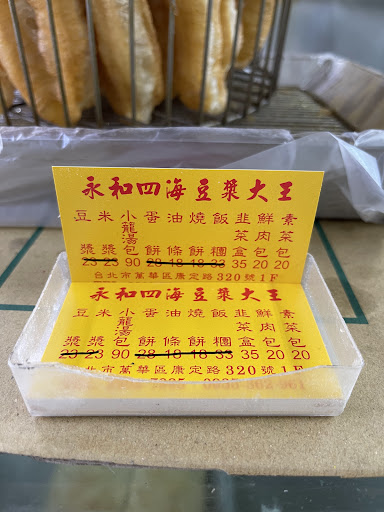 永和四海豆漿大王
豆漿 米漿 小龍湯包 蛋餅 油條 燒餅 飯糰 韭菜盒 鮮肉包 素菜包
23 23 90 28 18 18 33 35 20 20
台北市萬華區康定路320號1F
永和四海豆漿大王
豆漿 米漿 小龍湯包 蛋餅 油條 燒餅 飯糰 韭菜盒 鮮肉包 素菜包
23 23 90 28 18 18 33 35 20 20
台北市萬華區康定路320號1F